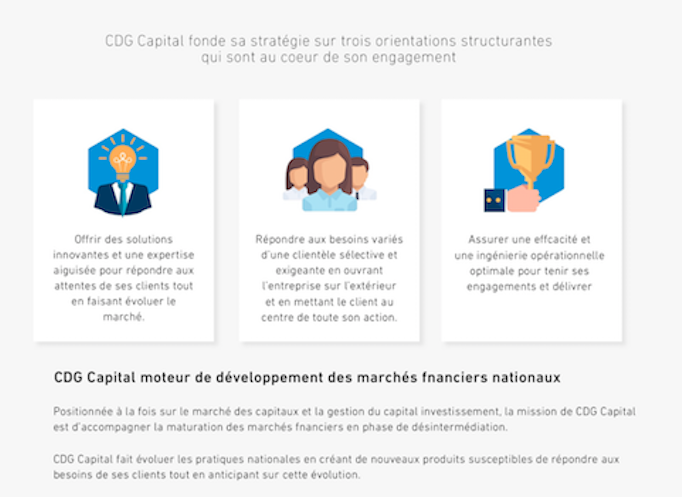 CDG Capital fonde sa stratégie sur trois orientations structurantes
qui sont au coeur de son engagement
Offrir des solutions
innovantes et une expertise
aiguisée pour répondre aux
attentes de ses clients tout
en faisant évoluer le
marché.
Répondre aux besoins variés
d'une clientèle sélective et
exigeante en ouvrant
l'entreprise sur l'extérieur
et en mettant le client au
centre de toute son action.
Assurer une effcacité et
une ingénierie opérationnelle
optimale pour tenir ses
engagements et délivrer
CDG Capital moteur de développement des marchés fnanciers nationaux
Positionnée à la fois sur le marché des capitaux et la gestion du capital investissement, la mission de CDG Capital
est d'accompagner la maturation des marchés fnanciers en phase de désintermédiation.
CDG Capital fait évoluer les pratiques nationales en créant de nouveaux produits susceptibles de répondre aux
besoins de ses clients tout en anticipant sur cette évolution.